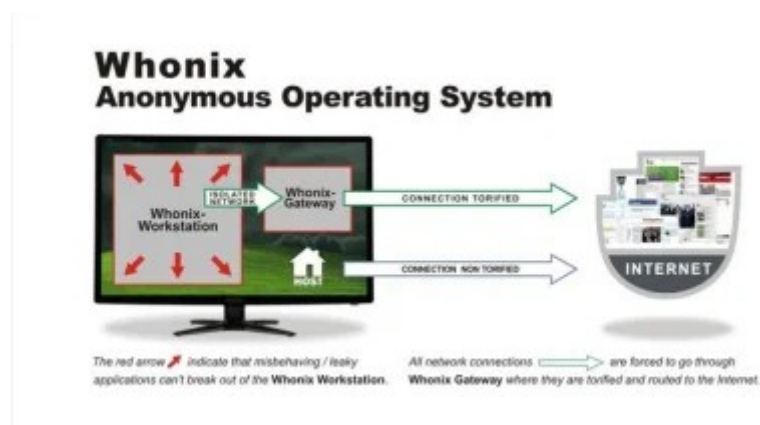 Whonix
Anonymous Operating System
ISOLATED
NETWORK
Whonix-
Gateway
Whonix-
Workstation
HOST
CONNECTION TORIFIED
CONNECTION NON TORIFIED
INTERNET
The red arrow indicate that misbehaving / leaky
applications can't break out of the Whonix Workstation.
All network connections are forced to go through
Whonix Gateway where they are torified and routed to the Internet.